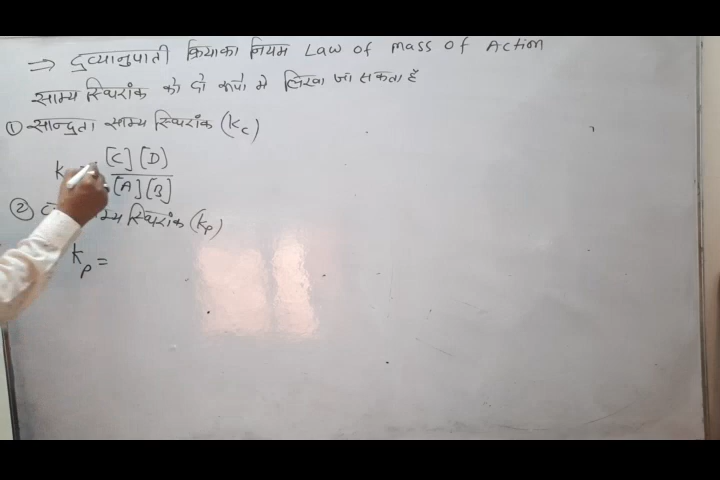 ⇒ द्रव्यानुपाती क्रिया का नियम Law of mass of Action
साम्य स्थिरांक को दो रूपो मे लिखा जा सकता है
① सान्द्रता साम्य स्थिरांक (Kc)
K [C] [D]
[A] [B]
② साम्य स्थिरांक (Kp)
Kp =